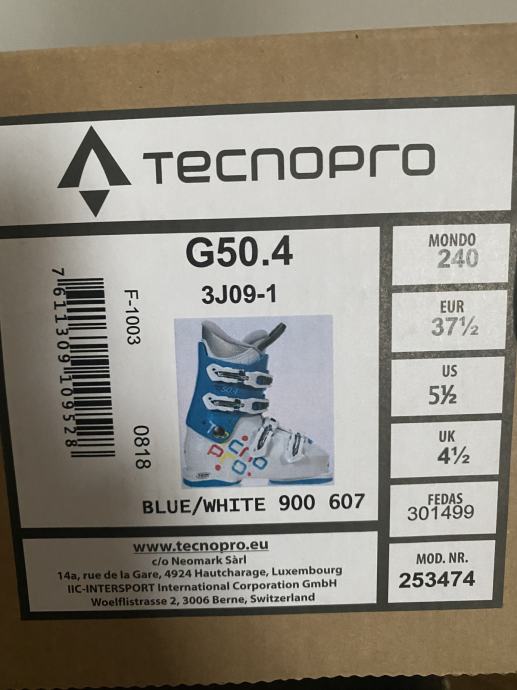 TECNOPRO
G50.4
3J09-1
7611309109528
F-1003
0818
BLUE/WHITE 900 607
MONDO
240
EUR
37½
US
5½
UK
4½
FEDAS
301499
MOD. NR.
253474
www.tecnopro.eu
c/o Neomark Sàrl
14a, rue de la Gare, 4924 Hautcharage, Luxembourg
IIC-INTERSPORT International Corporation GmbH
Woelflistrasse 2, 3006 Berne, Switzerland